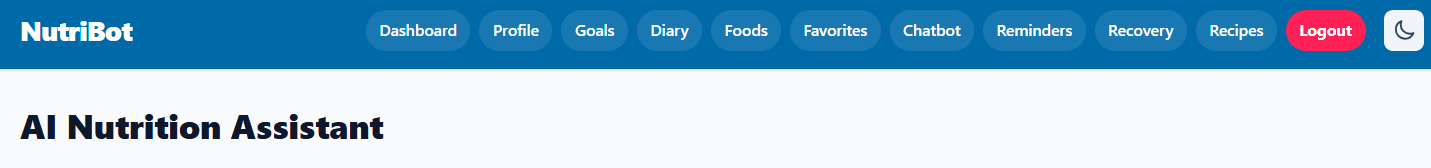 NutriBot Dashboard Profile Goals Diary Foods Favorites Chatbot Reminders Recovery Recipes Logout
AI Nutrition Assistant